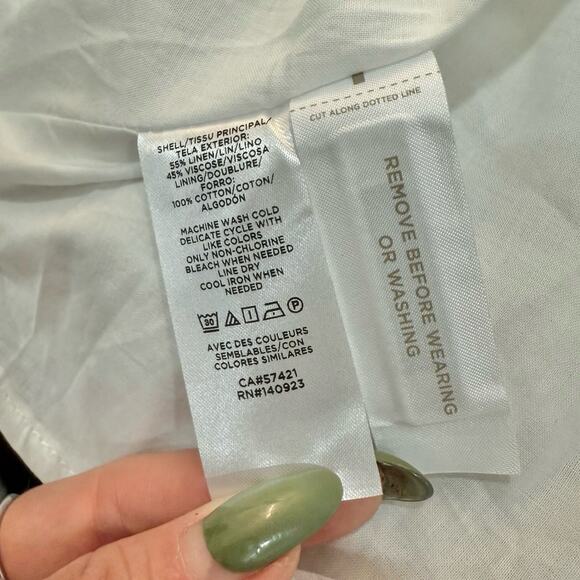 SHELL/TISSU PRINCIPAL/
TELA EXTERIOR:
55% LINEN/LIN/LINO
45% VISCOSE/VISCOSA
LINING/DOUBLURE/
FORRO:
100% COTTON/COTON/
ALGODÓN
MACHINE WASH COLD
DELICATE CYCLE WITH
LIKE COLORS
ONLY NON-CHLORINE
BLEACH WHEN NEEDED
LINE DRY
COOL IRON WHEN
NEEDED
30 P
AVEC DES COULEURS
SEMBLABLES/CON
COLORES SIMILARES
CA#57421
RN#140923
CUT ALONG DOTTED LINE
REMOVE BEFORE WEARING
OR WASHING